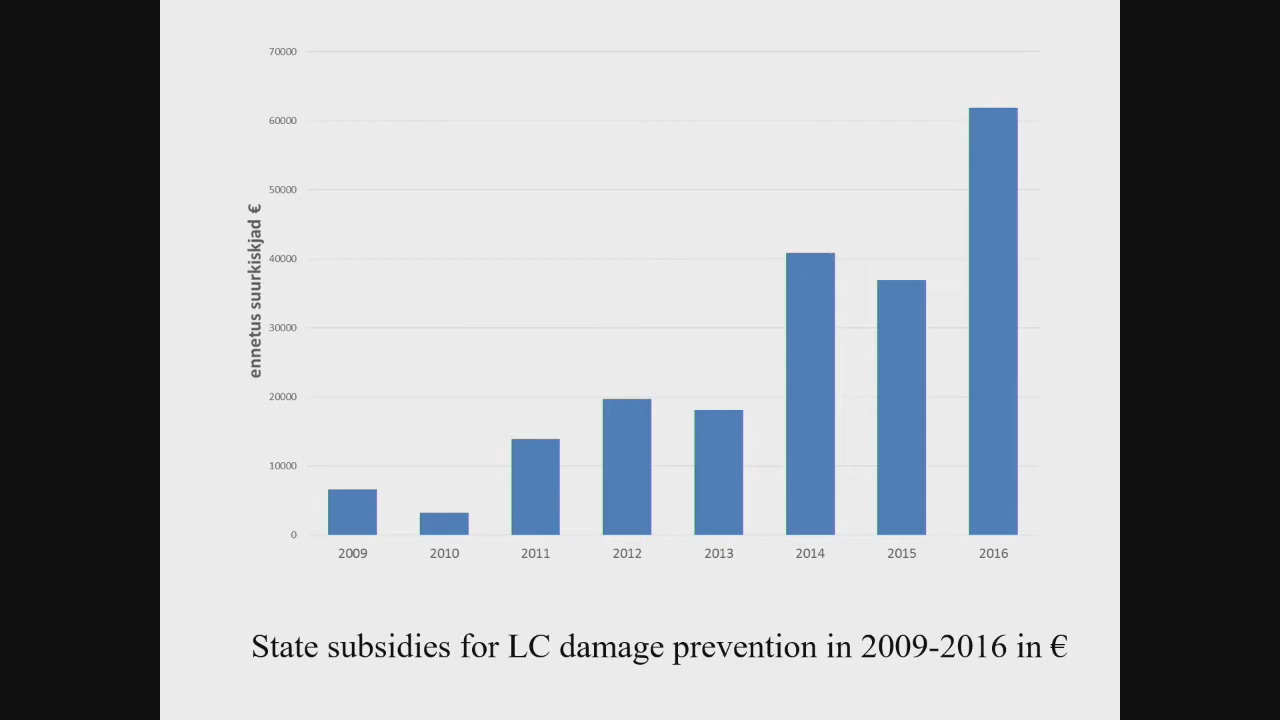 70000
60000
50000
40000
30000
20000
10000
0
ennetus suurkiskjad €
2009 2010 2011 2012 2013 2014 2015 2016
State subsidies for LC damage prevention in 2009-2016 in €